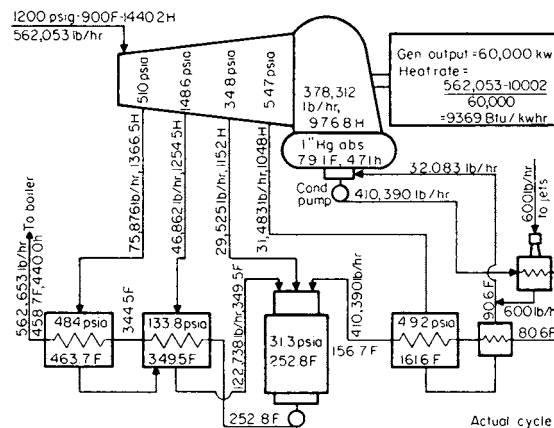 1200 psig-900F-1440.2H
562,053 lb/hr
510 psia
148.6 psia
34.8 psia
5.47 psia
378,312
lb/hr,
976.8 H
Gen output = 60,000 kw
Heat rate =
562,053-1000.2
60,000
=9369 Btu / kwhr
1" Hg abs
79.1 F, 47.1h
Cond
pump
32,083 lb/hr
410,390 lb/hr
600 lb/hr
to jets
To boiler
562,653 lb/hr
458.7F, 440.0h
75,876 lb/hr, 1366.5H
46,862 lb/hr, 1254.5H
29,525 lb/hr, 1152H
31,483 lb/hr, 1048H
344.5F
122,738 lb/hr, 349.5F
410,390 lb/hr
156.7F
90.6F
600 lb/hr
484 psia
463.7 F
133.8 psia
349.5F
31.3 psia
252.8F
4.92 psia
161.6F
80.6F
252.8F
Actual cycle